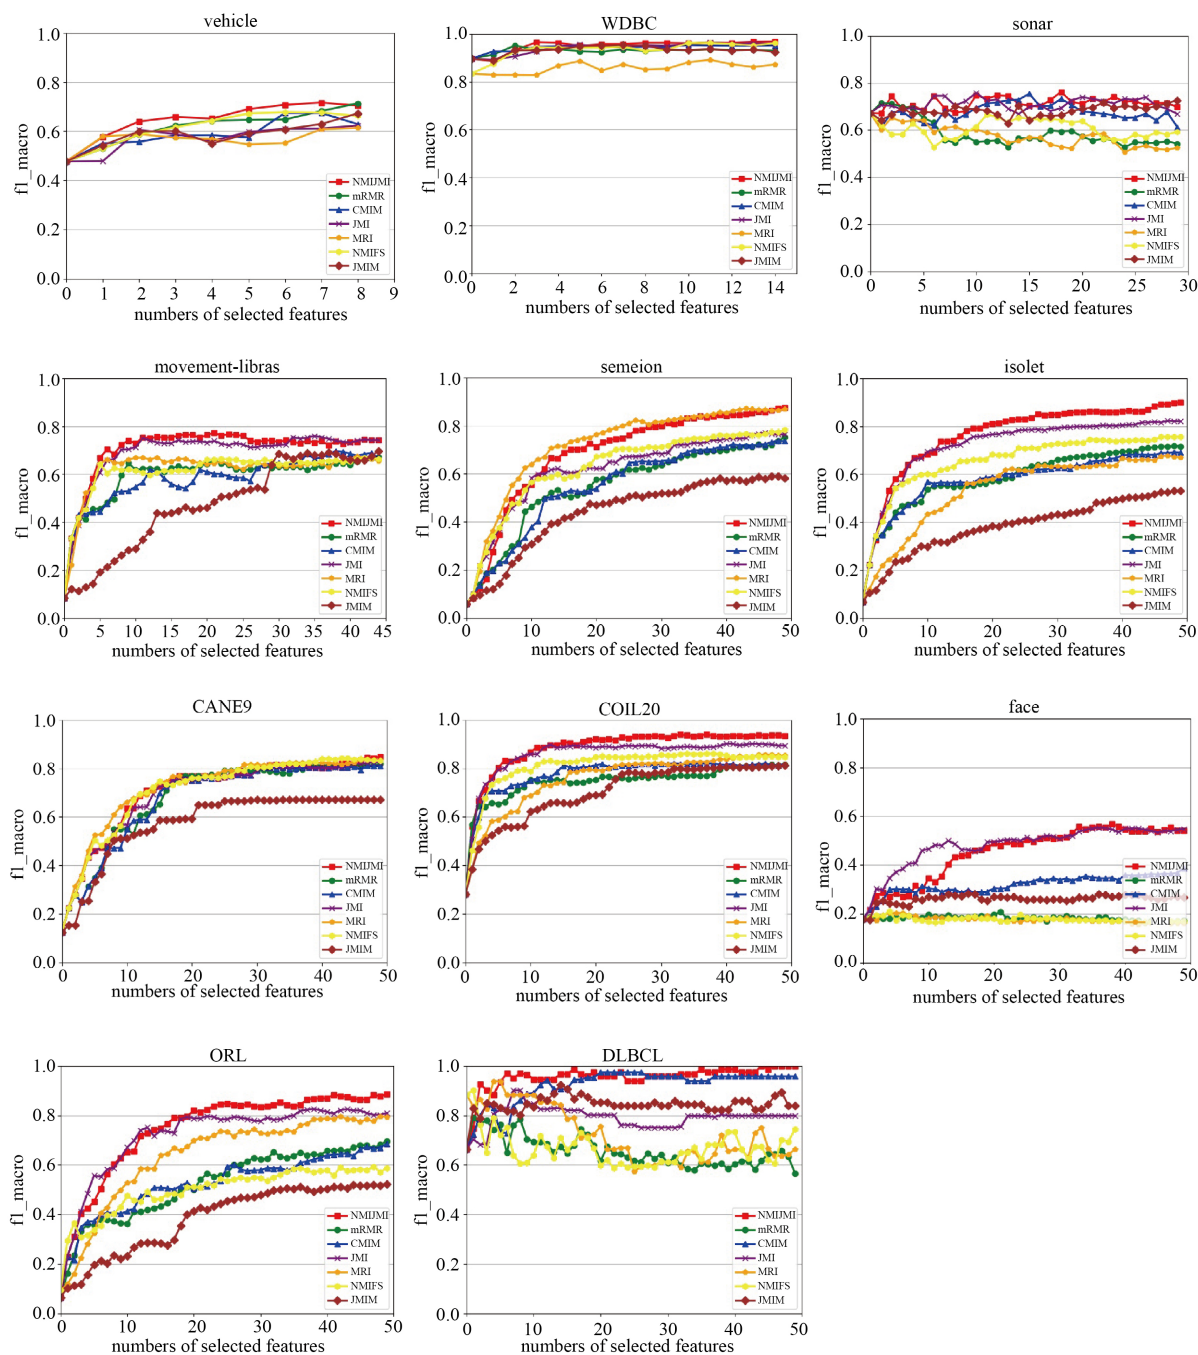 vehicle
1.0
0.8
0.6
0.4
0.2
0.0
f1_macro
0 1 2 3 4 5 6 7 8 9
numbers of selected features
NMIJMI
mRMR
CMIM
JMI
MRI
NMIFS
JMIM
WDBC
1.0
0.8
0.6
0.4
0.2
0.0
f1_macro
0 2 4 6 8 10 12 14
numbers of selected features
NMIJMI
mRMR
CMIM
JMI
MRI
NMIFS
JMIM
sonar
1.0
0.8
0.6
0.4
0.2
0.0
f1_macro
0 5 10 15 20 25 30
numbers of selected features
NMIJMI
mRMR
CMIM
JMI
MRI
NMIFS
JMIM
movement-libras
1.0
0.8
0.6
0.4
0.2
0.0
f1_macro
0 5 10 15 20 25 30 35 40 45
numbers of selected features
NMIJMI
mRMR
CMIM
JMI
MRI
NMIFS
JMIM
semeion
1.0
0.8
0.6
0.4
0.2
0.0
f1_macro
0 10 20 30 40 50
numbers of selected features
NMIJMI
mRMR
CMIM
JMI
MRI
NMIFS
JMIM
isolet
1.0
0.8
0.6
0.4
0.2
0.0
f1_macro
0 10 20 30 40 50
numbers of selected features
NMIJMI
mRMR
CMIM
JMI
MRI
NMIFS
JMIM
CANE9
1.0
0.8
0.6
0.4
0.2
0.0
f1_macro
0 10 20 30 40 50
numbers of selected features
NMIJMI
mRMR
CMIM
JMI
MRI
NMIFS
JMIM
COIL20
1.0
0.8
0.6
0.4
0.2
0.0
f1_macro
0 10 20 30 40 50
numbers of selected features
NMIJMI
mRMR
CMIM
JMI
MRI
NMIFS
JMIM
face
1.0
0.8
0.6
0.4
0.2
0.0
f1_macro
0 10 20 30 40 50
numbers of selected features
NMIJMI
mRMR
CMIM
JMI
MRI
NMIFS
JMIM
ORL
1.0
0.8
0.6
0.4
0.2
0.0
f1_macro
0 10 20 30 40 50
numbers of selected features
NMIJMI
mRMR
CMIM
JMI
MRI
NMIFS
JMIM
DLBCL
1.0
0.8
0.6
0.4
0.2
0.0
f1_macro
0 10 20 30 40 50
numbers of selected features
NMIJMI
mRMR
CMIM
JMI
MRI
NMIFS
JMIM